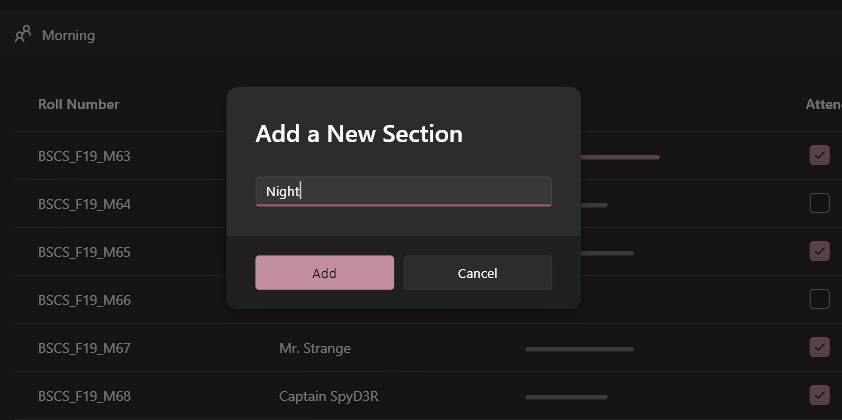 Morning
Roll Number Atten
Add a New Section
BSCS_F19_M63
Night
BSCS_F19_M64
BSCS_F19_M65
Add Cancel
BSCS_F19_M66
BSCS_F19_M67 Mr. Strange
BSCS_F19_M68 Captain SpyD3R